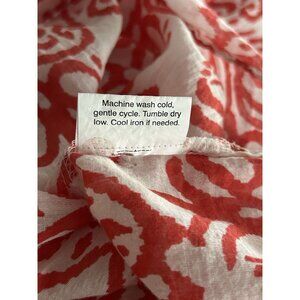 Machine wash cold,
gentle cycle. Tumble dry
low. Cool iron if needed.